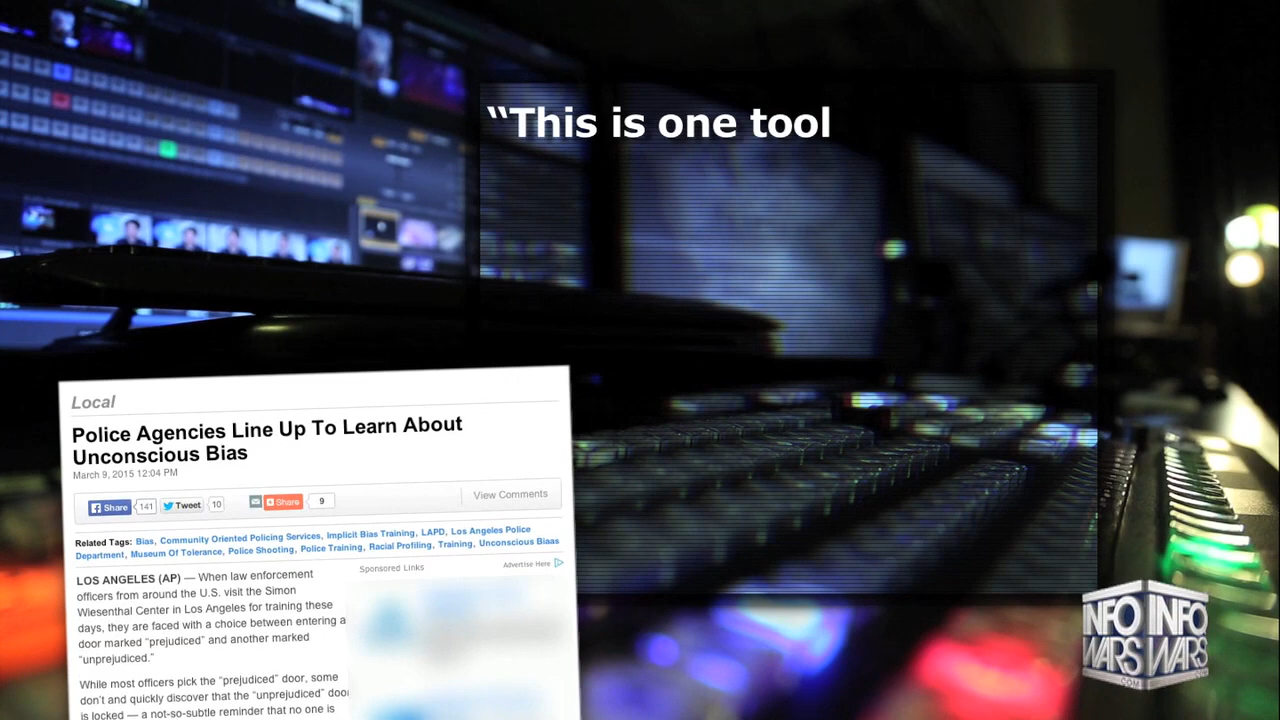 “This is one tool
Local
Police Agencies Line Up To Learn About
Unconscious Bias
March 9, 2015 12:04 PM
Share 141 Tweet 10 Share 9 View Comments
Related Tags: Bias, Community Oriented Policing Services, Implicit Bias Training, LAPD, Los Angeles Police
Department, Museum Of Tolerance, Police Shooting, Police Training, Racial Profiling, Training, Unconscious Biaas
Sponsored Links Advertise Here
LOS ANGELES (AP) — When law enforcement
officers from around the U.S. visit the Simon
Wiesenthal Center in Los Angeles for training these
days, they are faced with a choice between entering a
door marked “prejudiced” and another marked
“unprejudiced.”
While most officers pick the “prejudiced” door, some
don’t and quickly discover that the “unprejudiced” door
is locked — a not-so-subtle reminder that no one is
INFO INFO
WARS WARS
.COM